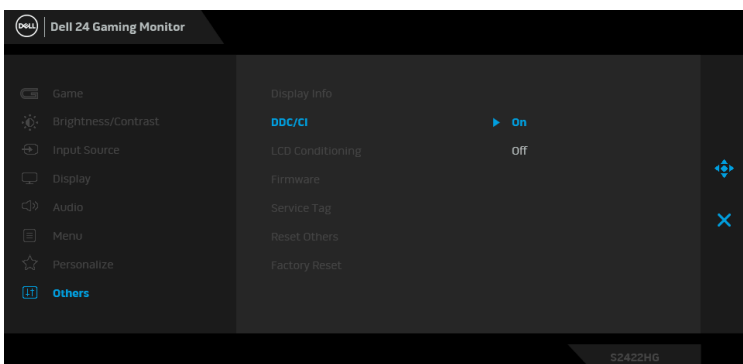 DELL
Dell 24 Gaming Monitor
Game
Brightness/Contrast
Input Source
Display
Audio
Menu
Personalize
Others
Display Info
DDC/CI
On
LCD Conditioning
Off
Firmware
Service Tag
Reset Others
Factory Reset
S2422HG